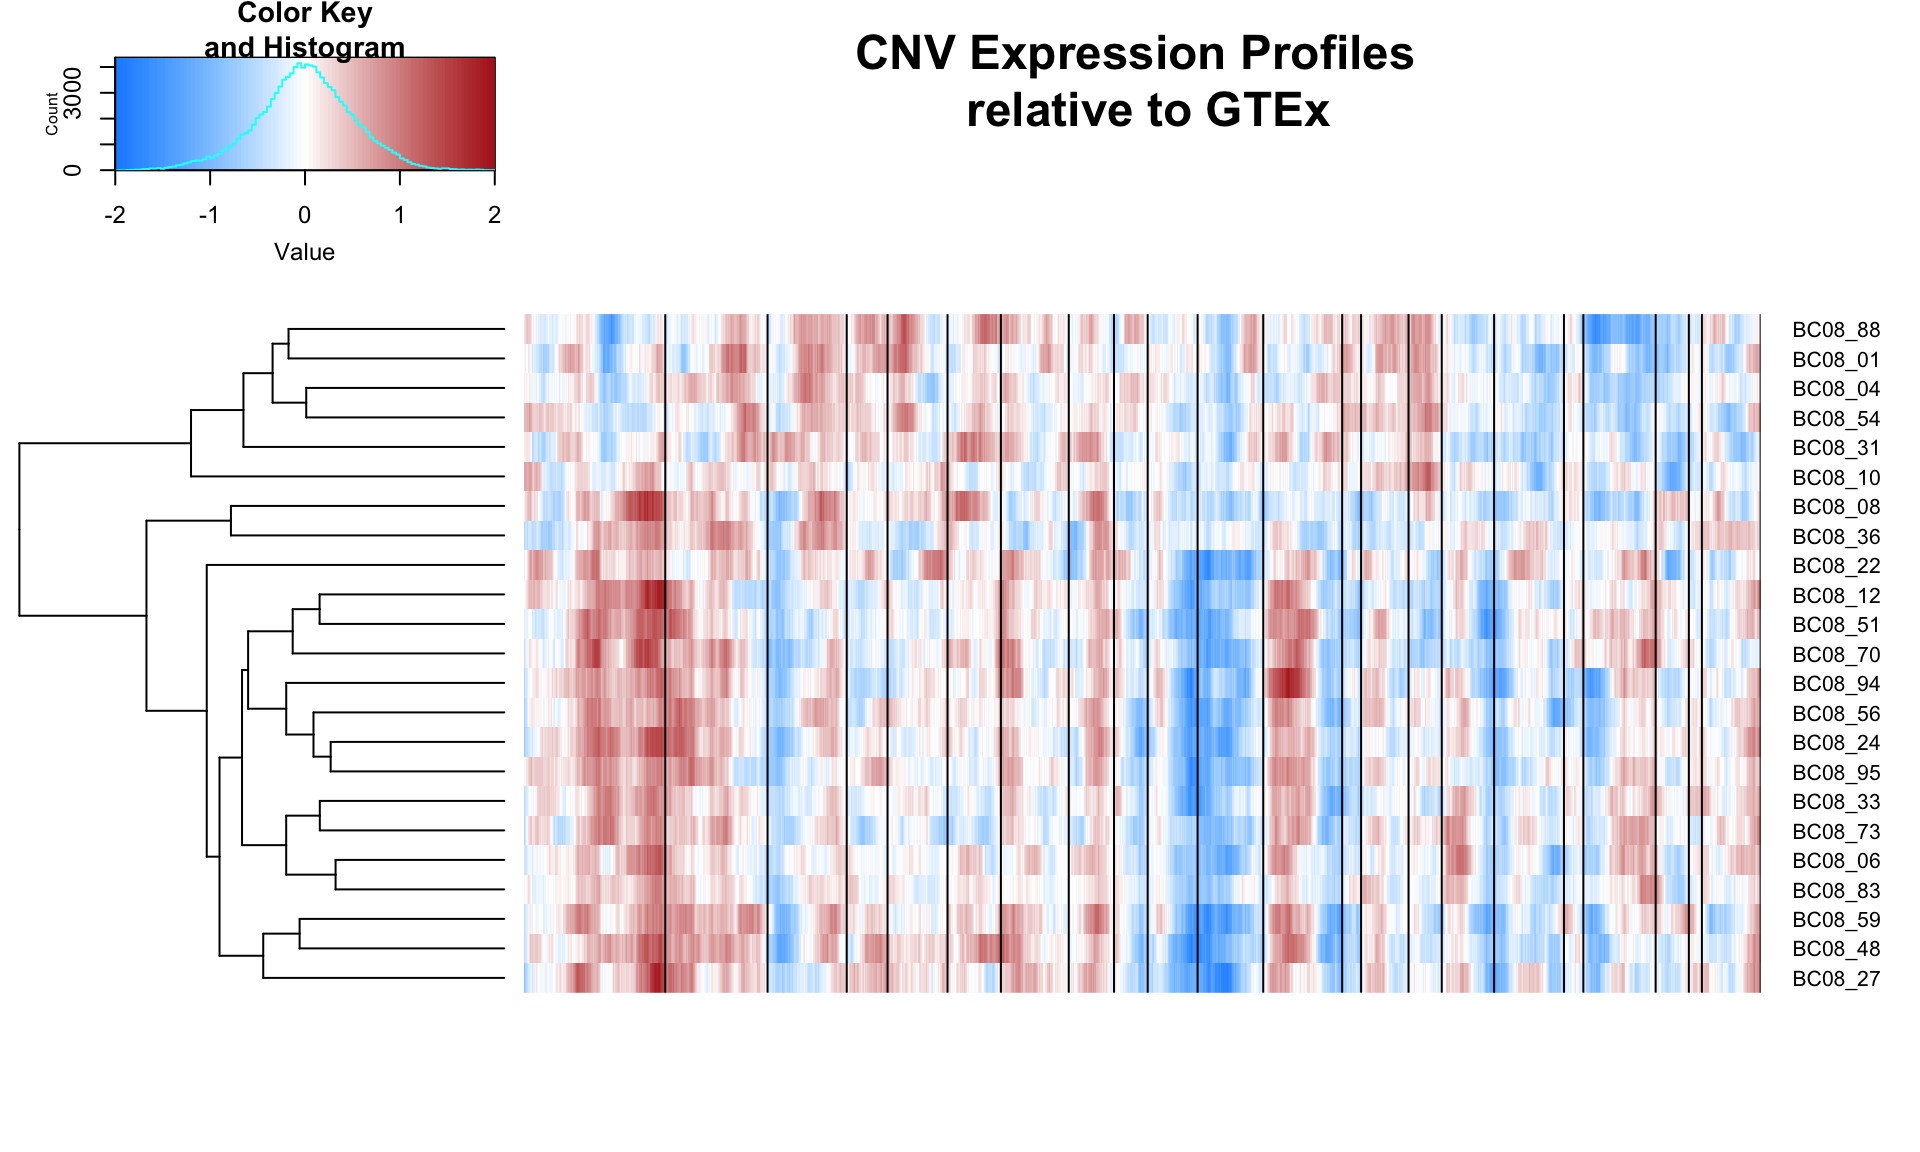 Color Key
and Histogram
Count
0 3000
-2 -1 0 1 2
Value
CNV Expression Profiles
relative to GTEx
BC08_88
BC08_01
BC08_04
BC08_54
BC08_31
BC08_10
BC08_08
BC08_36
BC08_22
BC08_12
BC08_51
BC08_70
BC08_94
BC08_56
BC08_24
BC08_95
BC08_33
BC08_73
BC08_06
BC08_83
BC08_59
BC08_48
BC08_27